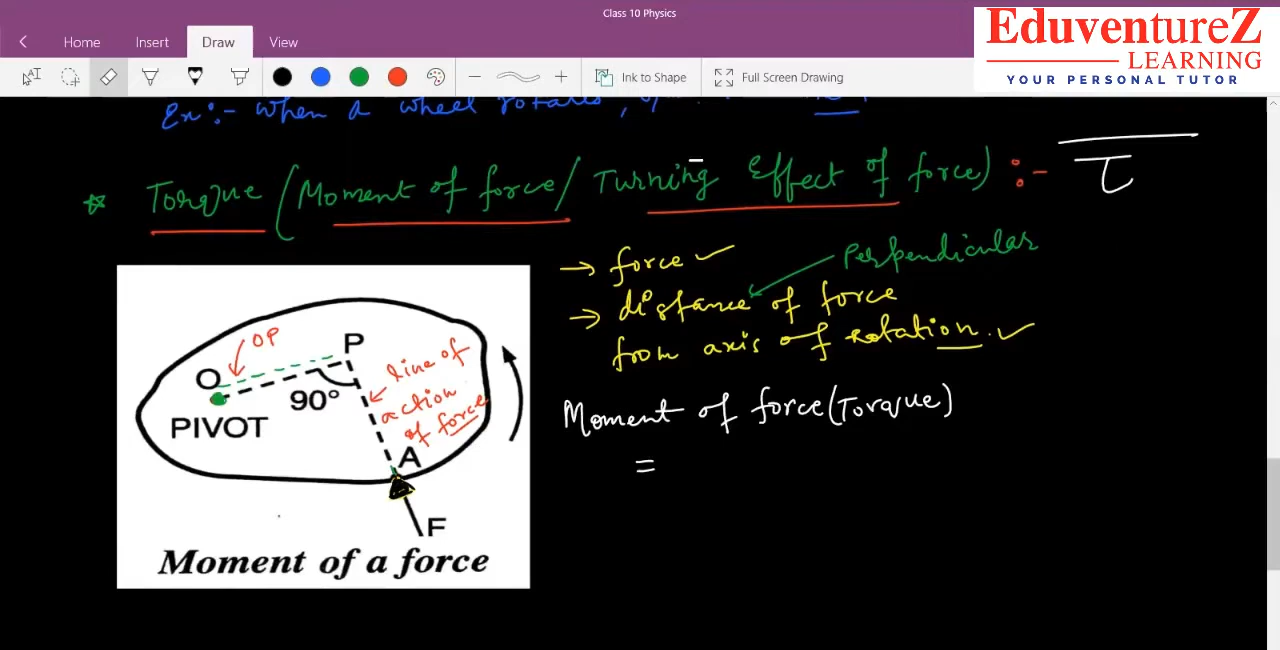 Class 10 Physics
EduventureZ
LEARNING
YOUR PERSONAL TUTOR
Home Insert Draw View
Ink to Shape Full Screen Drawing
Ex:- When a wheel rotates,
* Torque (Moment of force/ Turning Effect of force) :- τ
→ force ✓
Perpendicular
→ distance of force
from axis of rotation. ✓
Moment of force (Torque)
=
OP
P
O
90°
PIVOT
line of
action
of force
A
F
Moment of a force